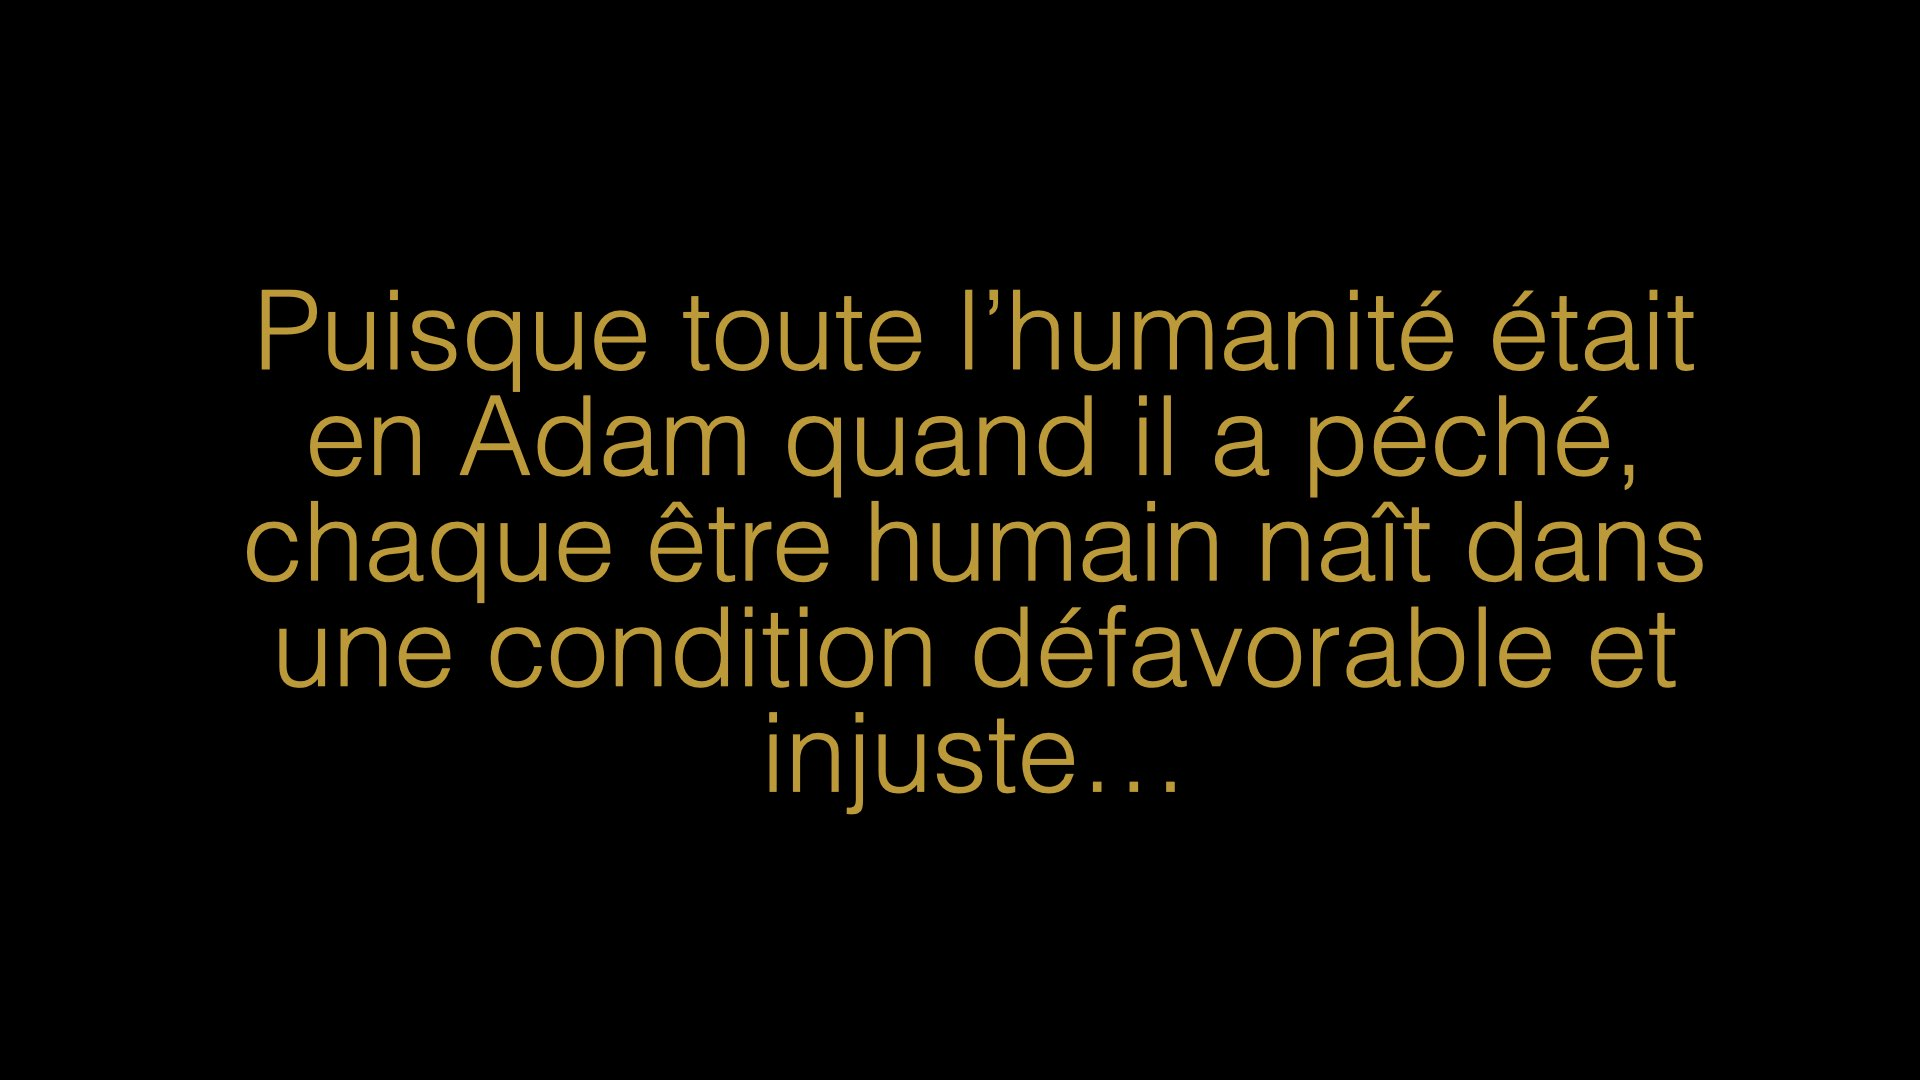 Puisque toute l’humanité était
en Adam quand il a péché,
chaque être humain naît dans
une condition défavorable et
injuste…